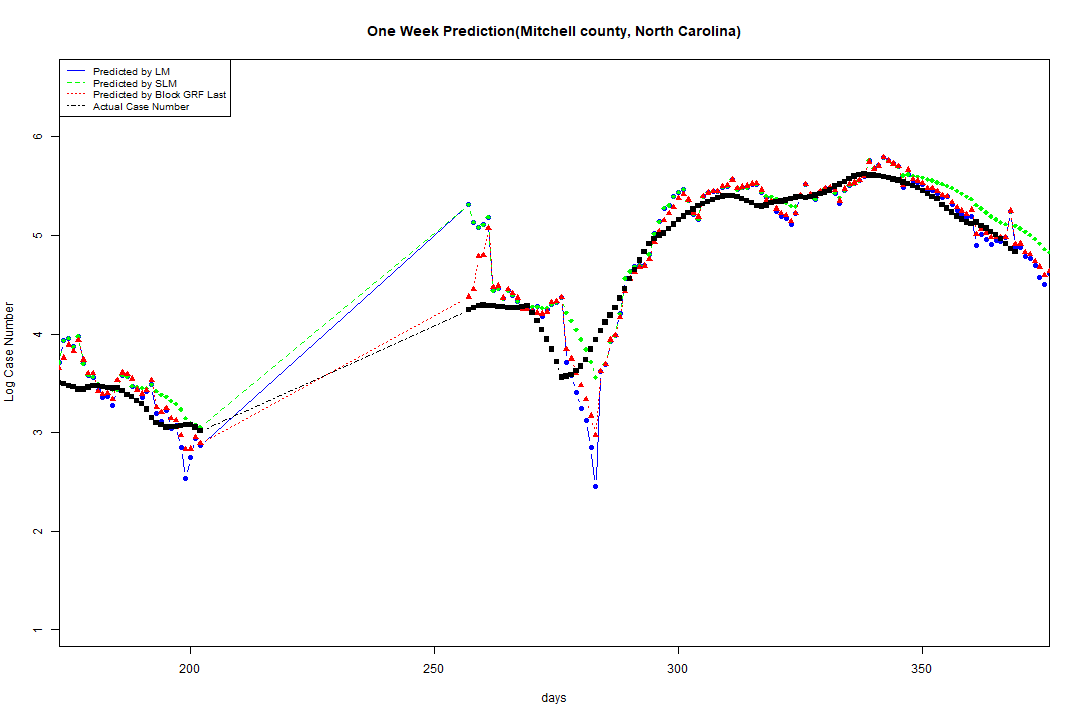 One Week Prediction(Mitchell county, North Carolina)
Predicted by LM
Predicted by SLM
Predicted by Block GRF Last
Actual Case Number
6
5
4
3
2
1
Log Case Number
200
250
300
350
days